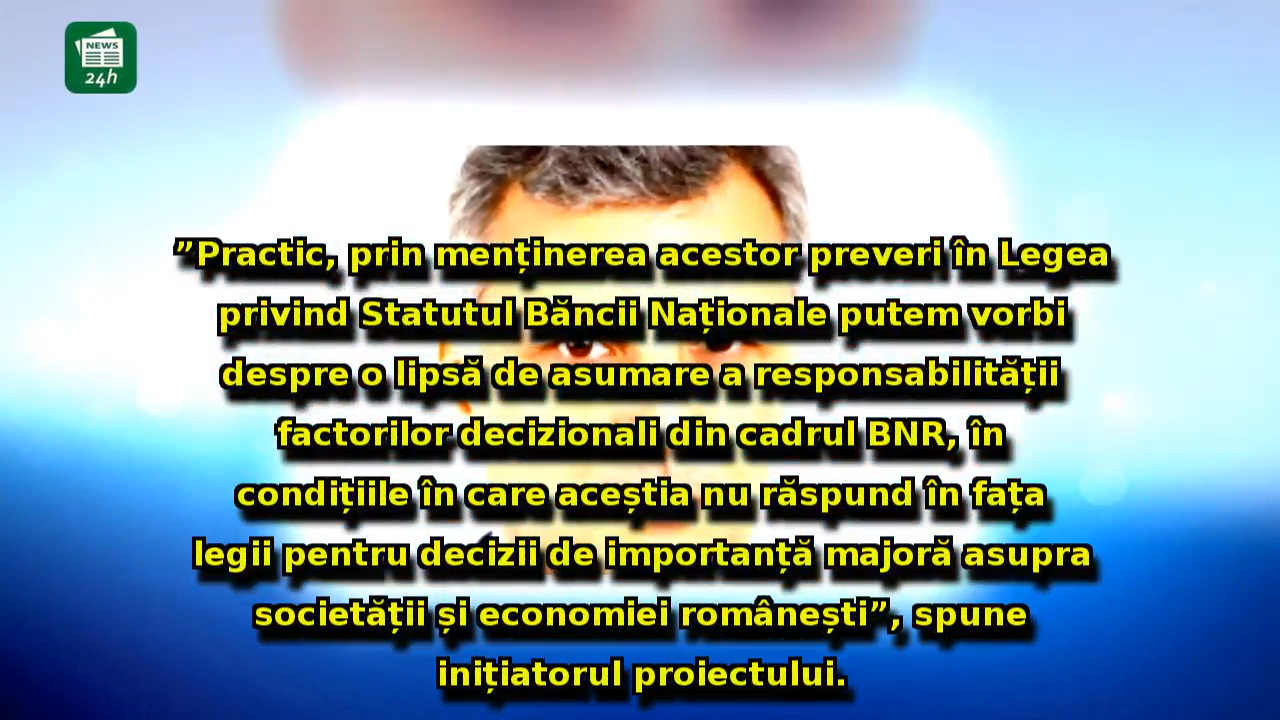 NEWS
24h
”Practic, prin menținerea acestor preveri în Legea
privind Statutul Băncii Naționale putem vorbi
despre o lipsă de asumare a responsabilității
factorilor decizionali din cadrul BNR, în
condițiile în care aceștia nu răspund în fața
legii pentru decizii de importanță majoră asupra
societății și economiei românești”, spune
inițiatorul proiectului.